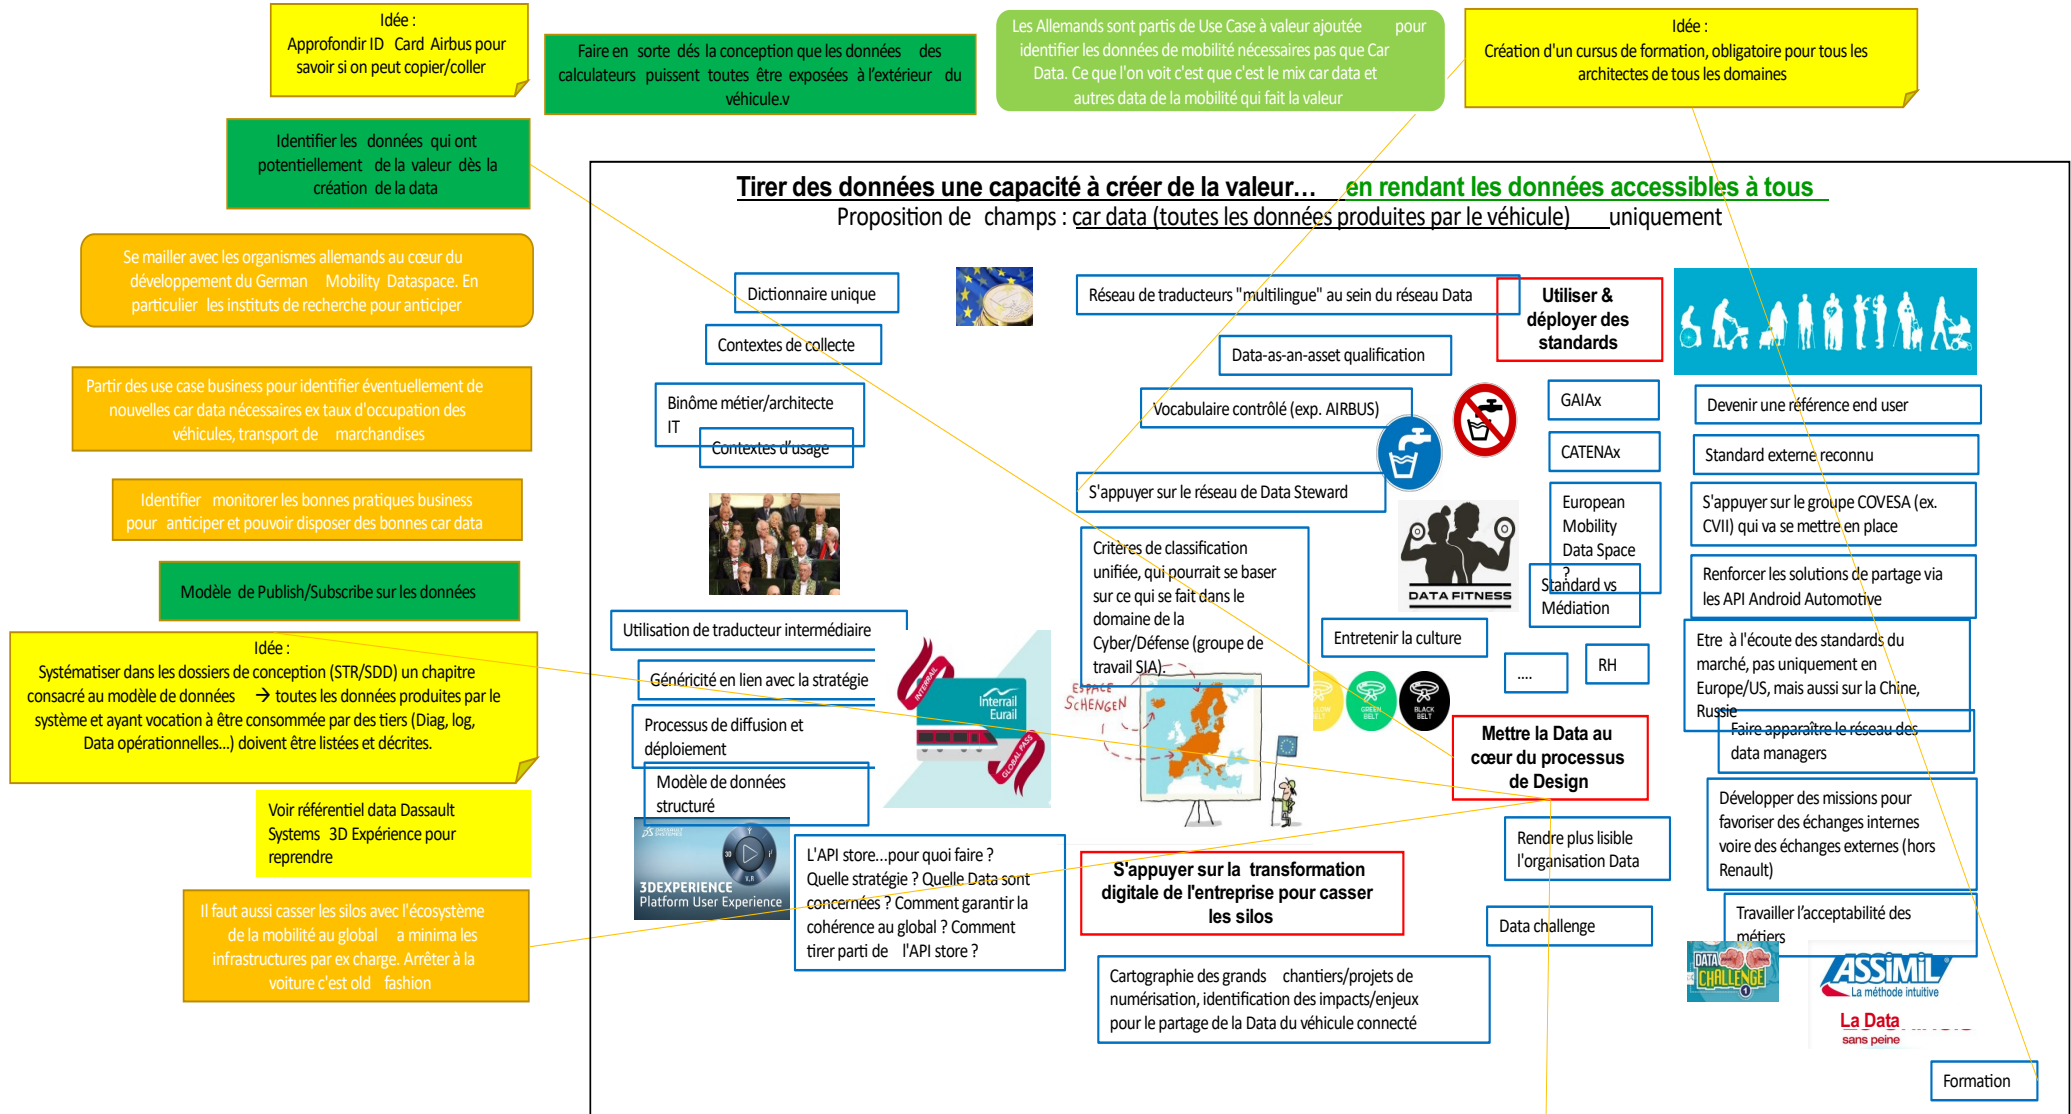 Idée :
Approfondir ID Card Airbus pour
savoir si on peut copier/coller
Faire en sorte dés la conception que les données des
calculateurs puissent toutes être exposées à l'extérieur du
véhicule.v
Les Allemands sont partis de Use Case à valeur ajoutée pour
identifier les données de mobilité nécessaires pas que Car
Data. Ce que l'on voit c'est que c'est le mix car data et
autres data de la mobilité qui fait la valeur
Idée :
Création d'un cursus de formation, obligatoire pour tous les
architectes de tous les domaines
Identifier les données qui ont
potentiellement de la valeur dès la
création de la data
Se mailler avec les organismes allemands au cœur du
développement du German Mobility Dataspace. En
particulier les instituts de recherche pour anticiper
Partir des use case business pour identifier éventuellement de
nouvelles car data nécessaires ex taux d'occupation des
véhicules, transport de marchandises
Identifier monitorer les bonnes pratiques business
pour anticiper et pouvoir disposer des bonnes car data
Modèle de Publish/Subscribe sur les données
Idée :
Systématiser dans les dossiers de conception (STR/SDD) un chapitre
consacré au modèle de données → toutes les données produites par le
système et ayant vocation à être consommée par des tiers (Diag, log,
Data opérationnelles...) doivent être listées et décrites.
Voir référentiel data Dassault
Systems 3D Expérience pour
reprendre
Il faut aussi casser les silos avec l'écosystème
de la mobilité au global a minima les
infrastructures par ex charge. Arrêter à la
voiture c'est old fashion
Tirer des données une capacité à créer de la valeur… en rendant les données accessibles à tous
Proposition de champs : car data (toutes les données produites par le véhicule) uniquement
Dictionnaire unique
Contextes de collecte
Binôme métier/architecte
IT
Contextes d'usage
Utilisation de traducteur intermédiaire
Généricité en lien avec la stratégie
Processus de diffusion et
déploiement
Modèle de données
structuré
DASSAULT SYSTEMES
3D
V,R
3DEXPERIENCE
Platform User Experience
INTERRAIL
Interrail
Eurail
GLOBAL PASS
L'API store...pour quoi faire ?
Quelle stratégie ? Quelle Data sont
concernées ? Comment garantir la
cohérence au global ? Comment
tirer parti de l'API store ?
Réseau de traducteurs "multilingue" au sein du réseau Data
Data-as-an-asset qualification
Vocabulaire contrôlé (exp. AIRBUS)
S'appuyer sur le réseau de Data Steward
Critères de classification
unifiée, qui pourrait se baser
sur ce qui se fait dans le
domaine de la
Cyber/Défense (groupe de
travail SIA).
ESPACE
SCHENGEN
DATA FITNESS
Entretenir la culture
BELT
GREEN
BELT
BLACK
BELT
S'appuyer sur la transformation
digitale de l'entreprise pour casser
les silos
Cartographie des grands chantiers/projets de
numérisation, identification des impacts/enjeux
pour le partage de la Data du véhicule connecté
Utiliser &
déployer des
standards
GAIAx
CATENAx
European
Mobility
Data Space
?
Standard vs
Médiation
....
RH
Mettre la Data au
cœur du processus
de Design
Rendre plus lisible
l'organisation Data
Data challenge
Devenir une référence end user
Standard externe reconnu
S'appuyer sur le groupe COVESA (ex.
CVII) qui va se mettre en place
Renforcer les solutions de partage via
les API Android Automotive
Etre à l'écoute des standards du
marché, pas uniquement en
Europe/US, mais aussi sur la Chine,
Russie
Faire apparaître le réseau des
data managers
Développer des missions pour
favoriser des échanges internes
voire des échanges externes (hors
Renault)
Travailler l'acceptabilité des
métiers
DATA
CHALLENGE
1
ASSiMiL
La méthode intuitive
La Data
sans peine
Formation